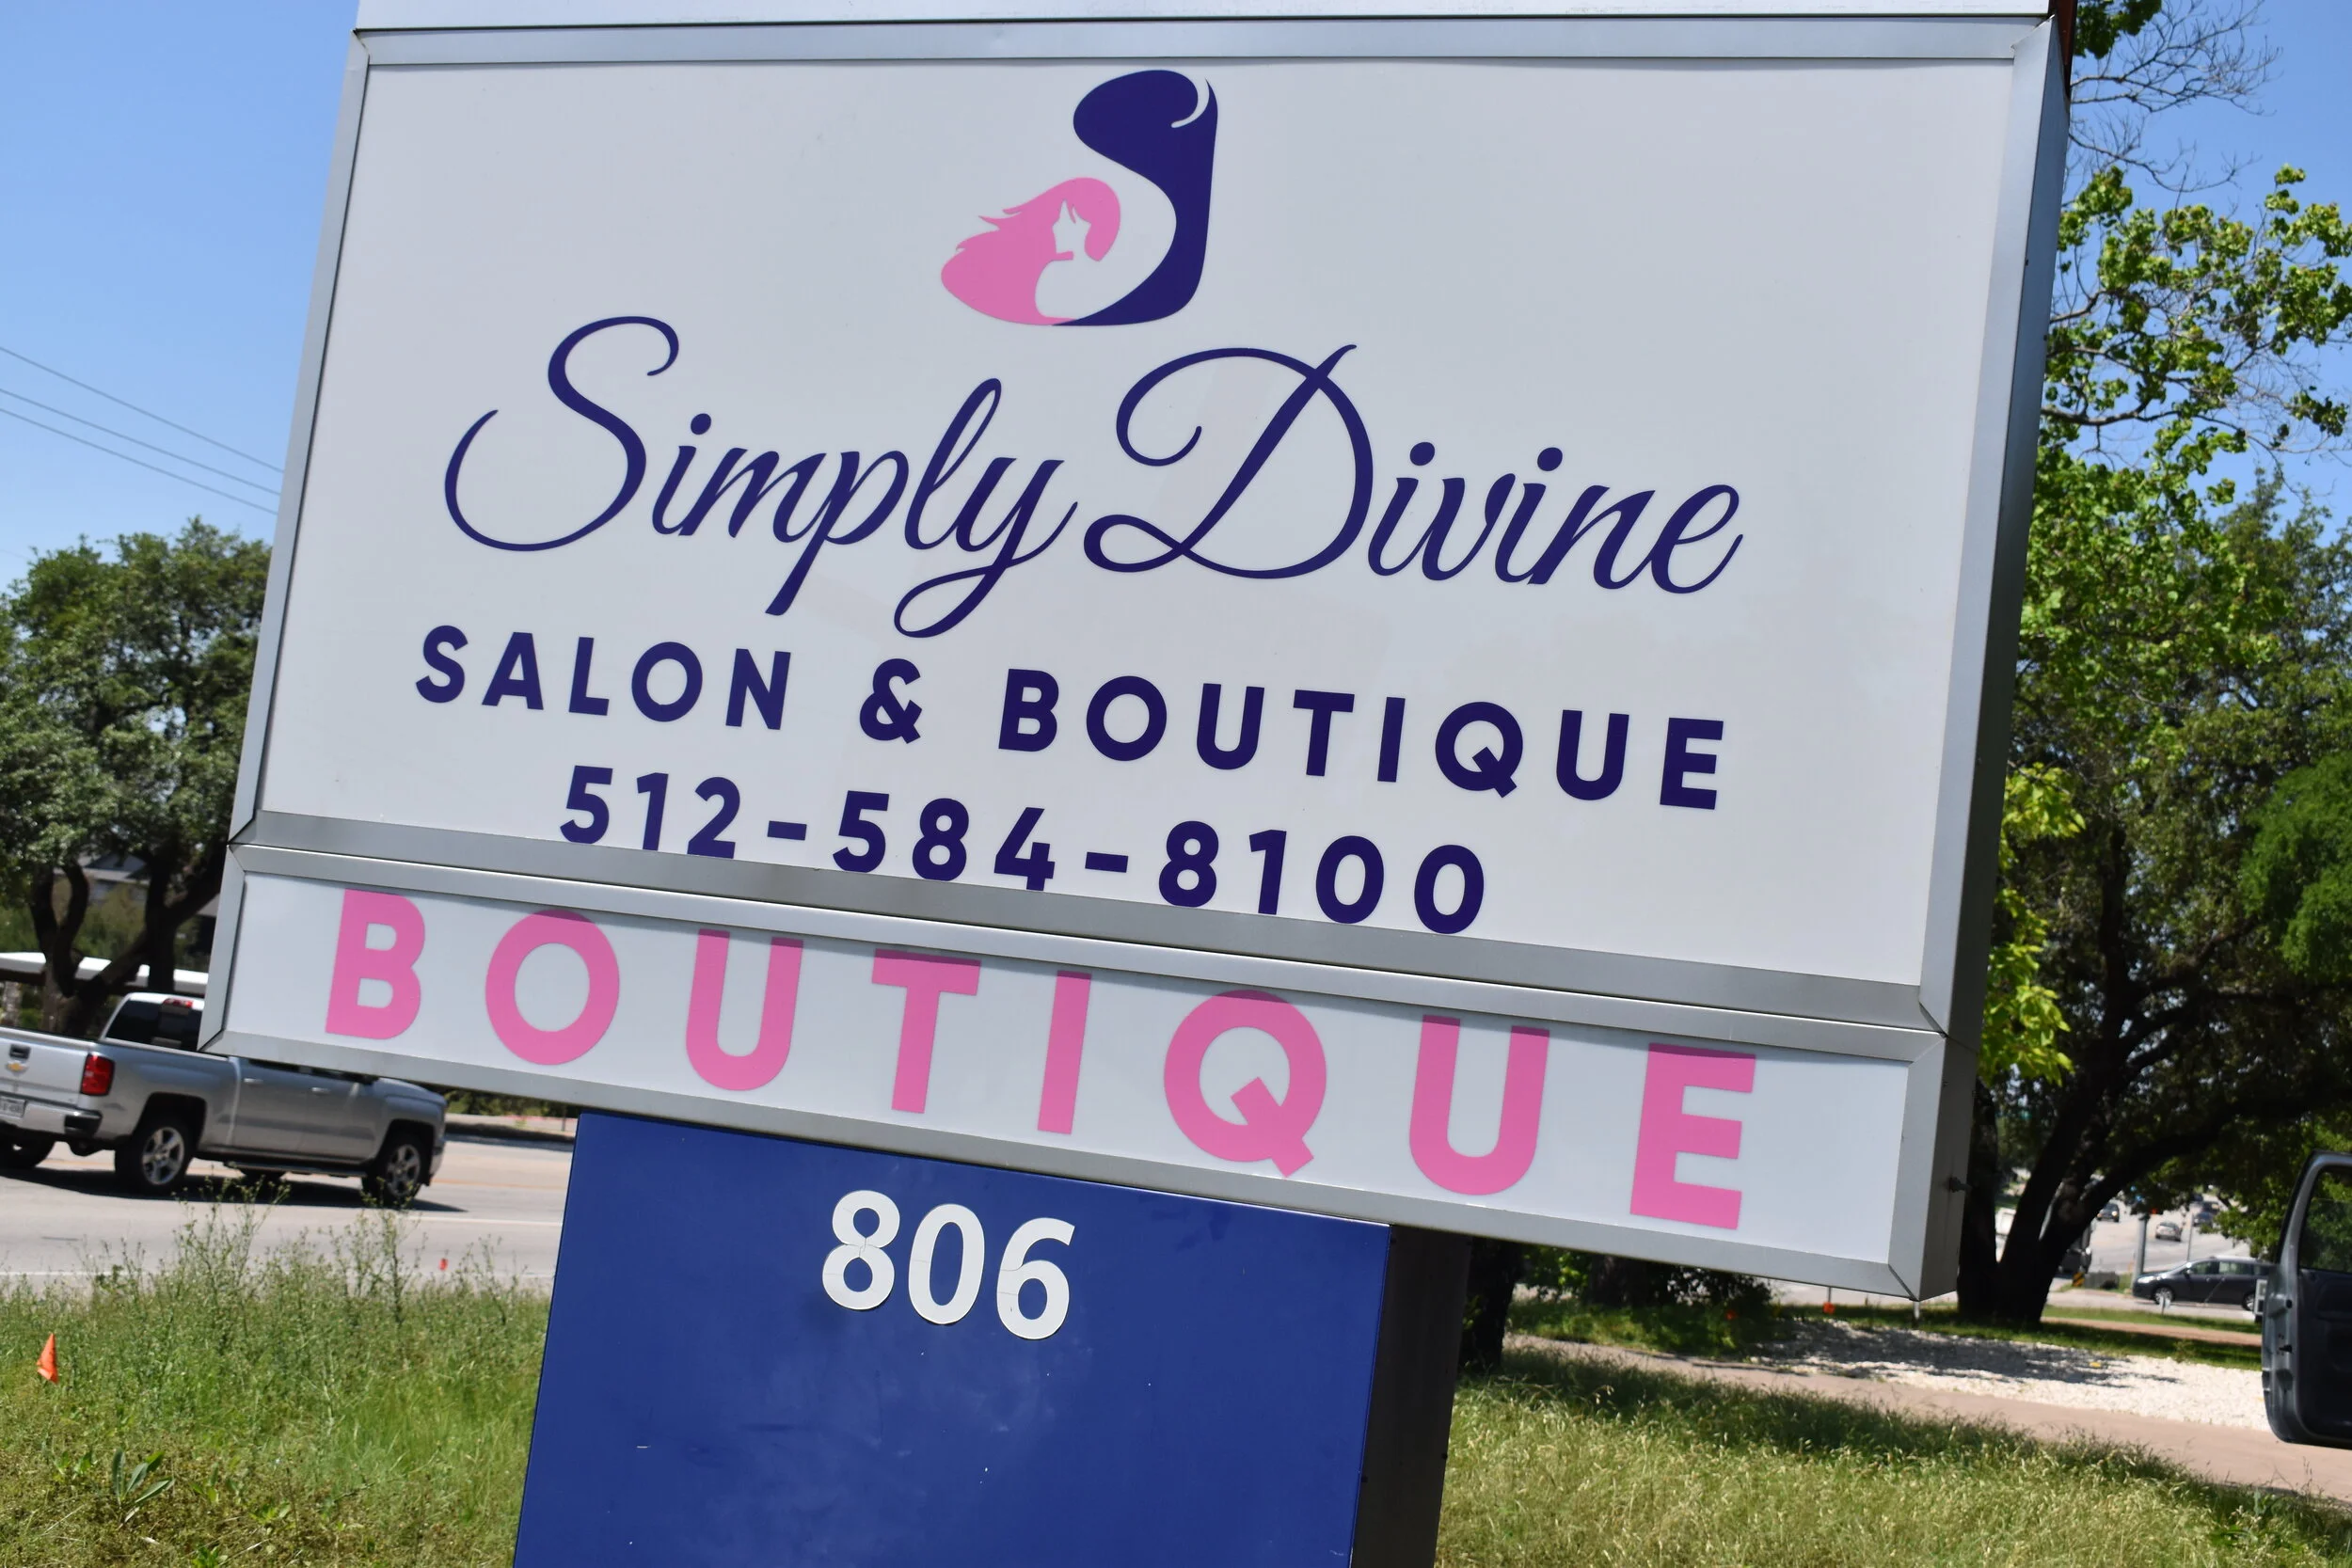 Simply Divine
SALON & BOUTIQUE
512-584-8100
BOUTIQUE
806